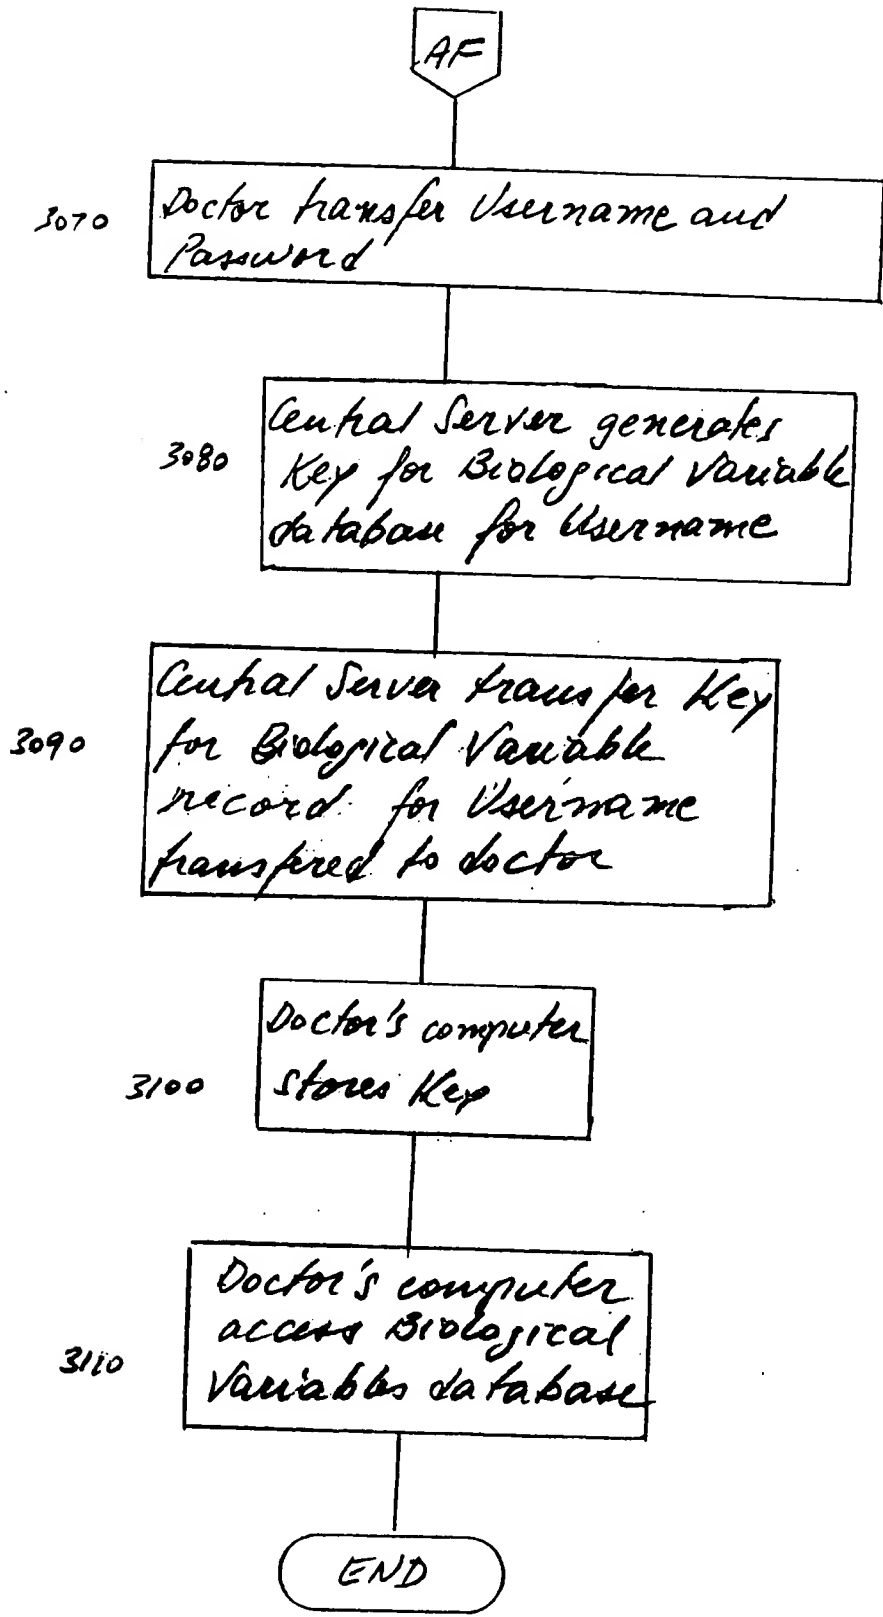 AF
3070
Doctor transfer Username and
Password
3080
Central Server generates
Key for Biological Variable
database for Username
3090
Central Server transfer Key
for Biological Variable
record for Username
transfered to doctor
3100
Doctor's computer
stores Key
3110
Doctor's computer
access Biological
Variables database
END